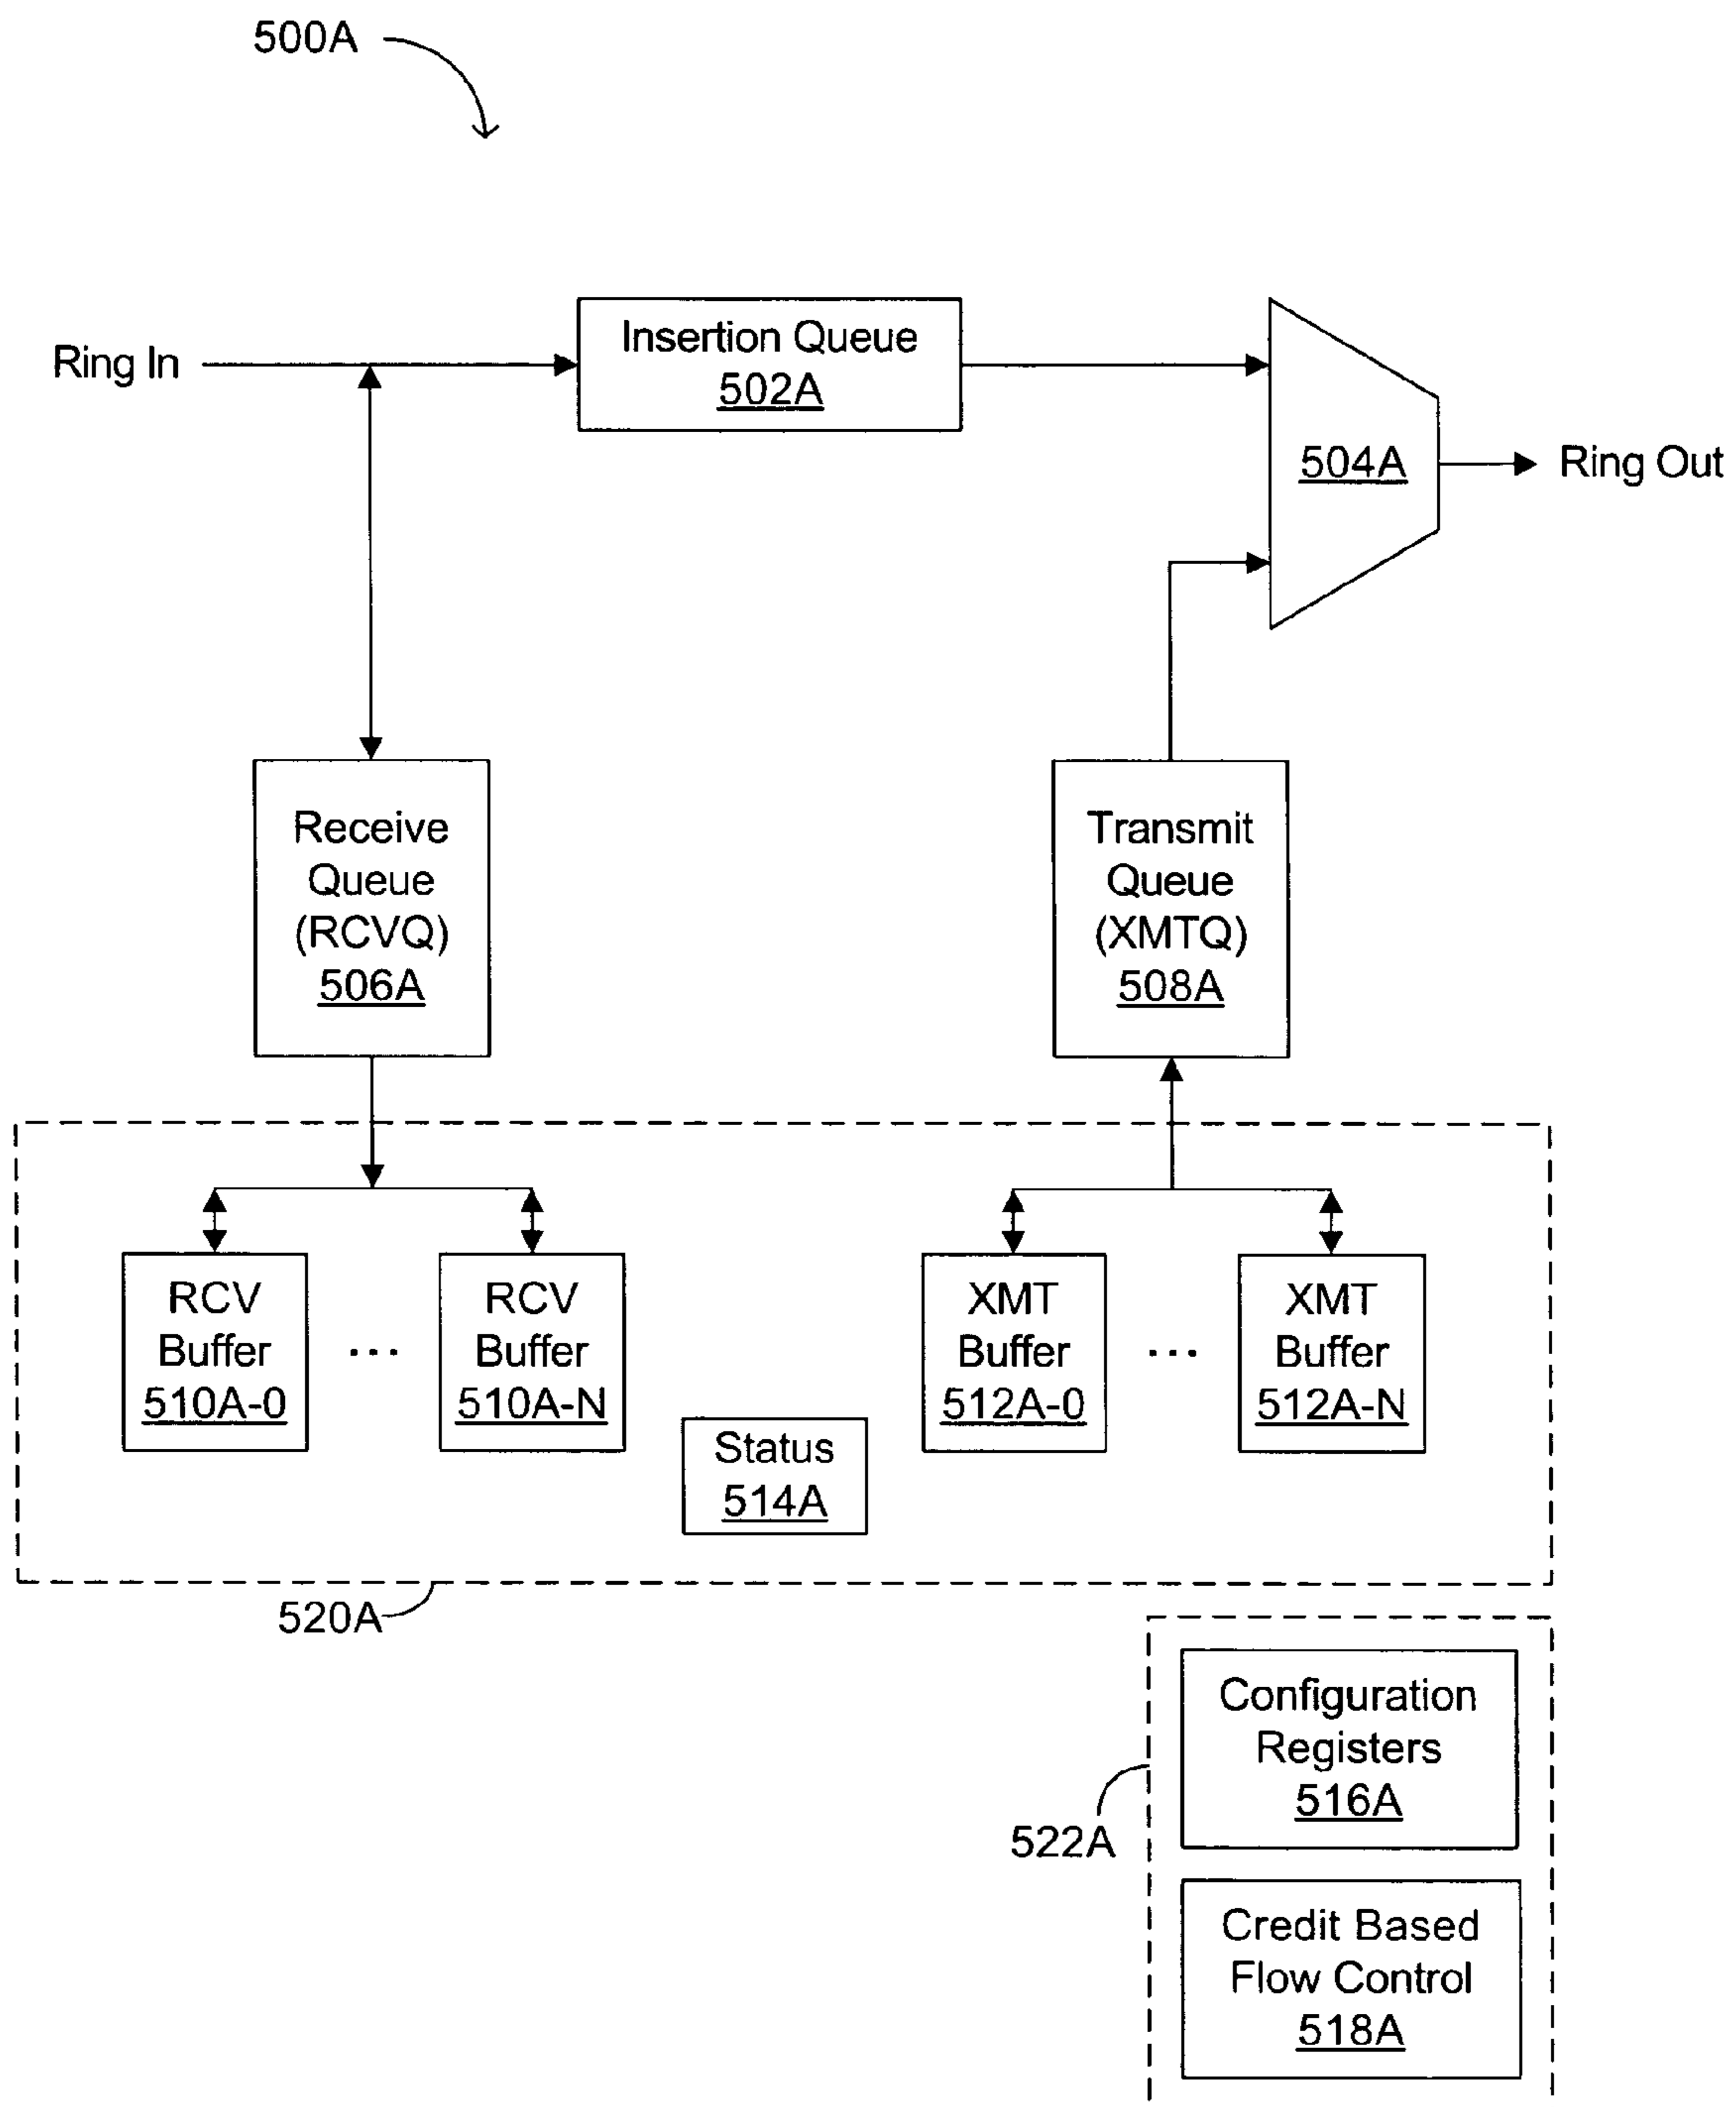 500A
Ring In
Insertion Queue
502A
504A
Ring Out
Receive
Queue
(RCVQ)
506A
Transmit
Queue
(XMTQ)
508A
RCV
Buffer
510A-0
...
RCV
Buffer
510A-N
Status
514A
XMT
Buffer
512A-0
...
XMT
Buffer
512A-N
520A
Configuration
Registers
516A
522A
Credit Based
Flow Control
518A